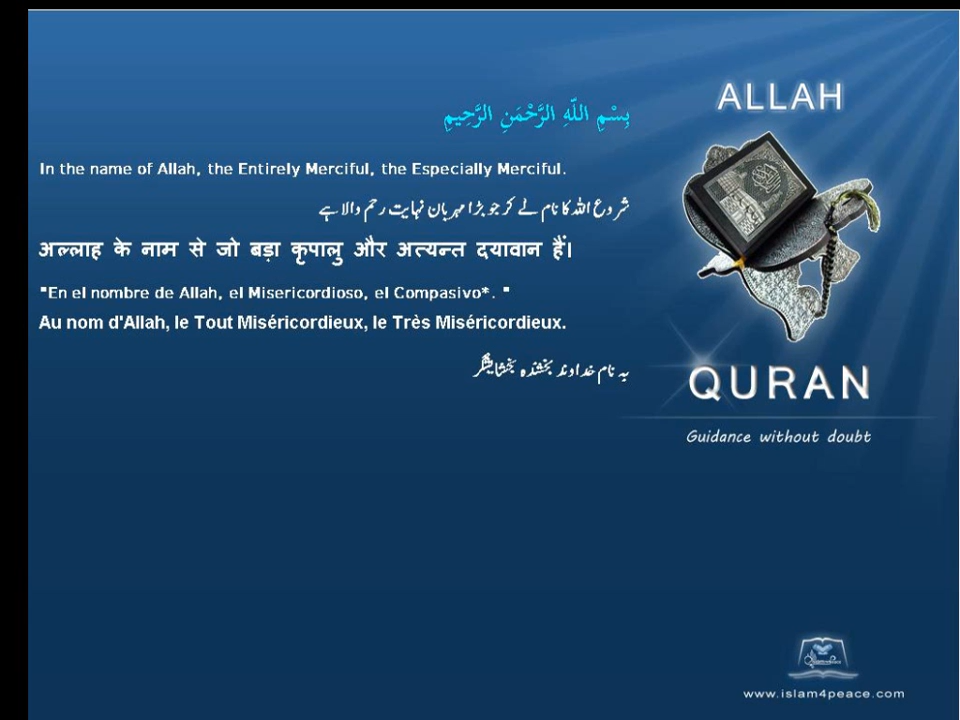 بِسْمِ اللّهِ الرَّحْمَنِ الرَّحِيمِ
In the name of Allah, the Entirely Merciful, the Especially Merciful.
شروع الله کا نام لے کر جو بڑا مہربان نہایت رحم والا ہے
अल्लाह के नाम से जो बड़ा कृपालु और अत्यन्त दयावान हैं।
"En el nombre de Allah, el Misericordioso, el Compasivo*. "
Au nom d'Allah, le Tout Miséricordieux, le Très Miséricordieux.
به نام خداوند بخشنده بخشایشگر
ALLAH
QURAN
Guidance without doubt
www.islam4peace.com